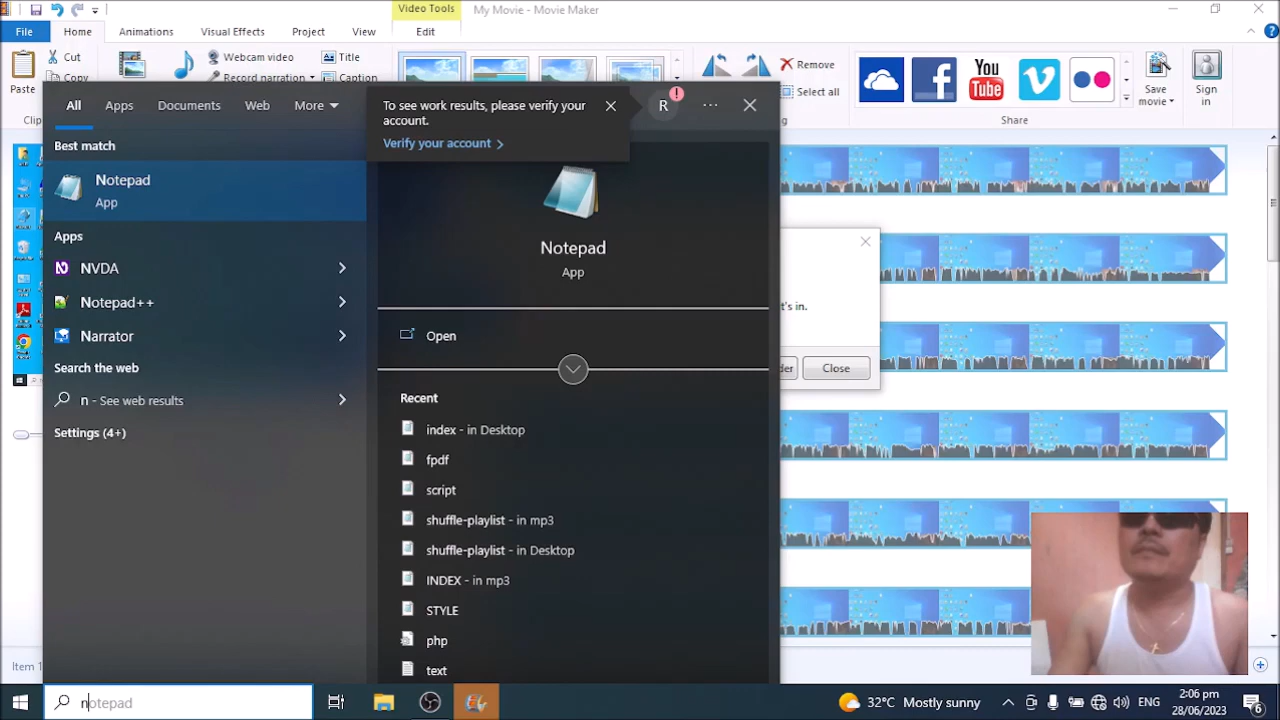 Video Tools
My Movie - Movie Maker
File
Home
Animations
Visual Effects
Project
View
Edit
Paste
Cut
Copy
Webcam video
Record narration
Title
Caption
Remove
Select all
You
Tube
Save
movie
Sign
in
Share
All
Apps
Documents
Web
More
To see work results, please verify your
account.
Verify your account
R
Best match
Notepad
App
Apps
NVDA
Notepad++
Narrator
Search the web
n - See web results
Settings (4+)
Notepad
App
Open
Recent
index - in Desktop
fpdf
script
shuffle-playlist - in mp3
shuffle-playlist - in Desktop
INDEX - in mp3
STYLE
php
text
t's in.
Close
Item 1
notepad
32°C Mostly sunny
ENG
2:06 pm
28/06/2023
6